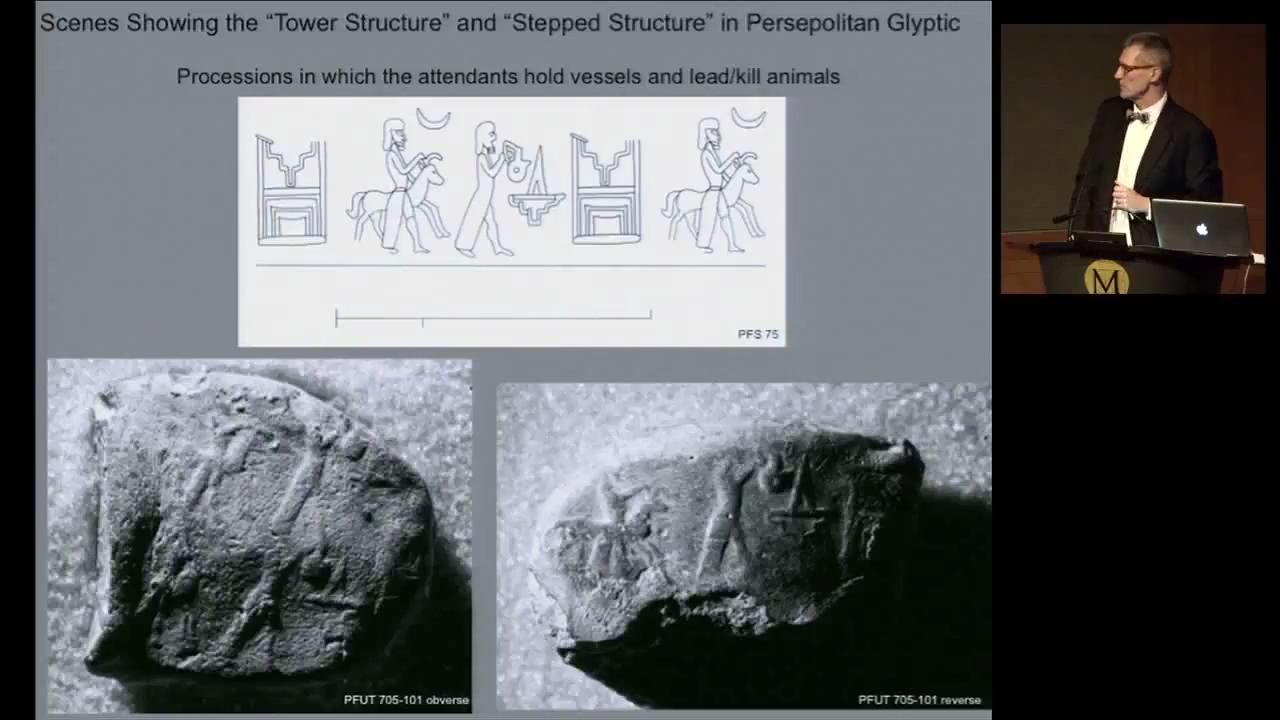 Scenes Showing the “Tower Structure” and “Stepped Structure” in Persepolitan Glyptic
Processions in which the attendants hold vessels and lead/kill animals
PFS 75
PFUT 705-101 obverse
PFUT 705-101 reverse
M